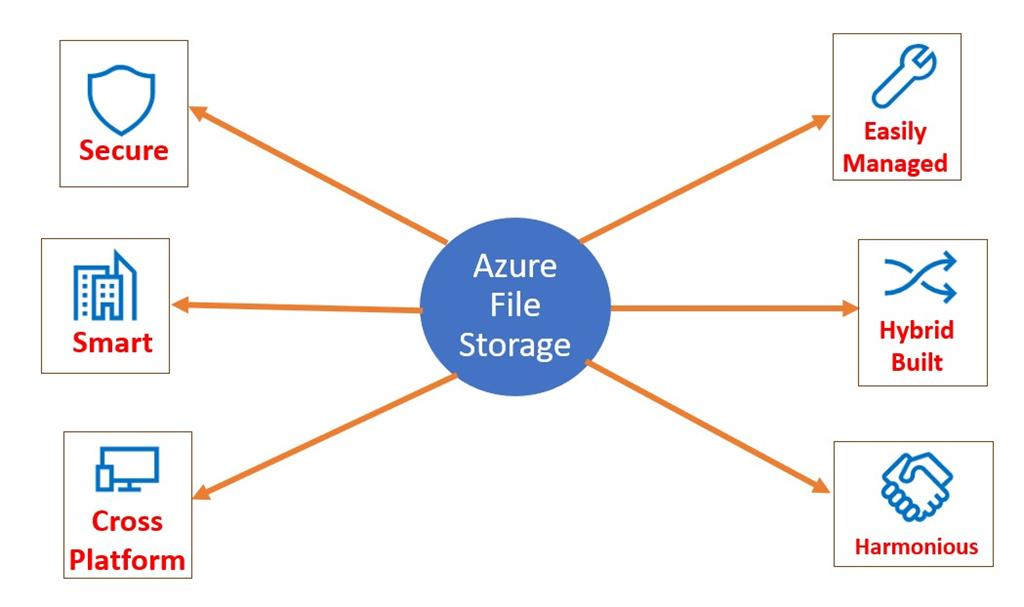 Secure
Smart
Cross
Platform
Azure
File
Storage
Easily
Managed
Hybrid
Built
Harmonious